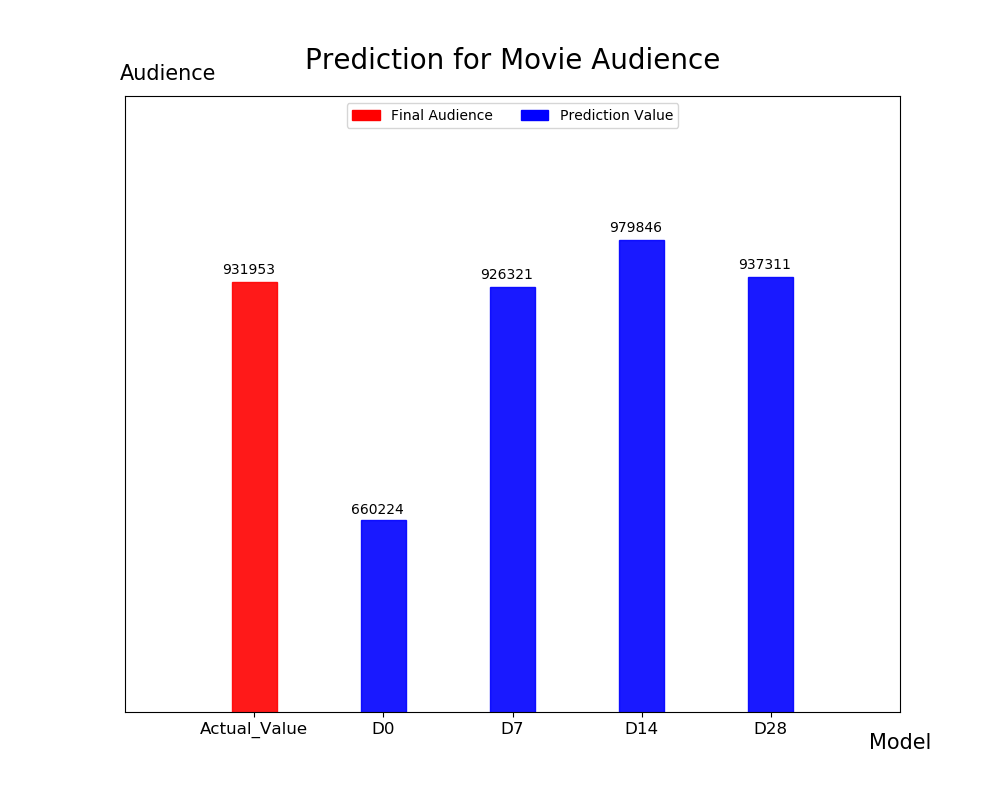 Prediction for Movie Audience
Audience
Final Audience
Prediction Value
979846
937311
931953
926321
660224
Actual_Value D0 D7 D14 D28
Model